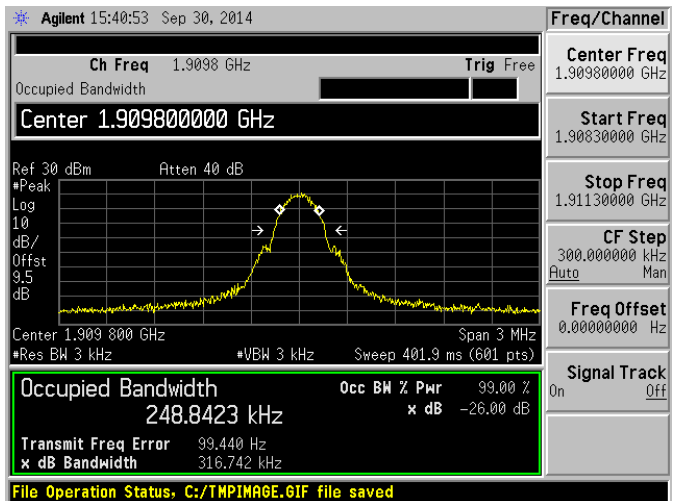 Agilent 15:40:53 Sep 30, 2014
Freq/Channel
Ch Freq 1.9098 GHz Trig Free
Occupied Bandwidth
Center 1.909800000 GHz
Ref 30 dBm Atten 40 dB
#Peak
Log
10
dB/
Offst
9.5
dB
Center 1.909 800 GHz Span 3 MHz
#Res BW 3 kHz #VBW 3 kHz Sweep 401.9 ms (601 pts)
Occupied Bandwidth Occ BW % Pwr 99.00 %
248.8423 kHz x dB -26.00 dB
Transmit Freq Error 99.440 Hz
x dB Bandwidth 316.742 kHz
File Operation Status, C:/TMPIMAGE.GIF file saved
Center Freq
1.90980000 GHz
Start Freq
1.90830000 GHz
Stop Freq
1.91130000 GHz
CF Step
300.000000 kHz
Auto Man
Freq Offset
0.00000000 Hz
Signal Track
On Off